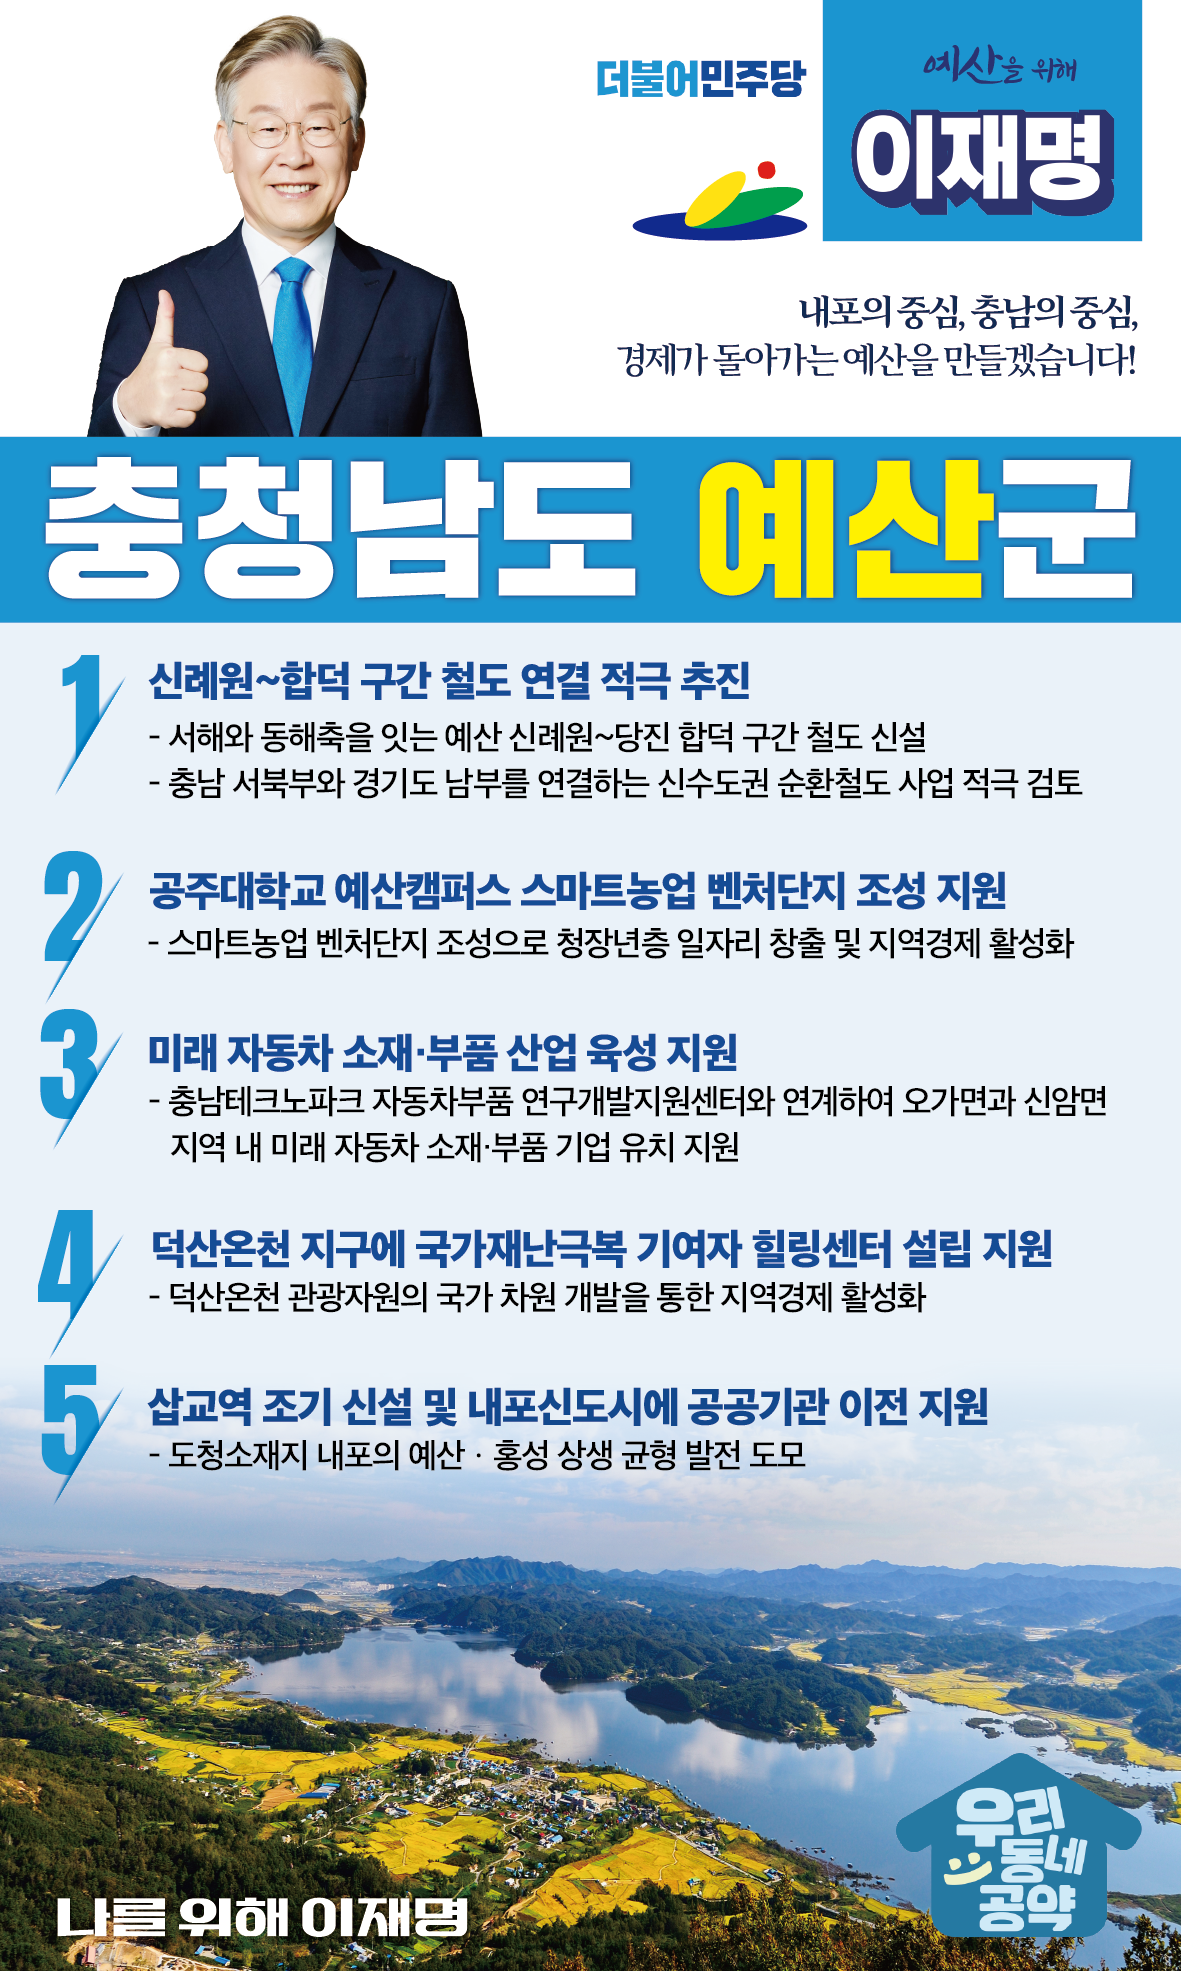 더불어민주당
예산을 위해
이재명
내포의 중심, 충남의 중심,
경제가 돌아가는 예산을 만들겠습니다!
충청남도 예산군
1 신례원~합덕 구간 철도 연결 적극 추진
- 서해와 동해축을 잇는 예산 신례원~당진 합덕 구간 철도 신설
- 충남 서북부와 경기도 남부를 연결하는 신수도권 순환철도 사업 적극 검토
2 공주대학교 예산캠퍼스 스마트농업 벤처단지 조성 지원
- 스마트농업 벤처단지 조성으로 청장년층 일자리 창출 및 지역경제 활성화
3 미래 자동차 소재·부품 산업 육성 지원
- 충남테크노파크 자동차부품 연구개발지원센터와 연계하여 오가면과 신암면
지역 내 미래 자동차 소재·부품 기업 유치 지원
4 덕산온천 지구에 국가재난극복 기여자 힐링센터 설립 지원
- 덕산온천 관광자원의 국가 차원 개발을 통한 지역경제 활성화
5 삽교역 조기 신설 및 내포신도시에 공공기관 이전 지원
- 도청소재지 내포의 예산 · 홍성 상생 균형 발전 도모
우리
동네
공약
나를 위해 이재명